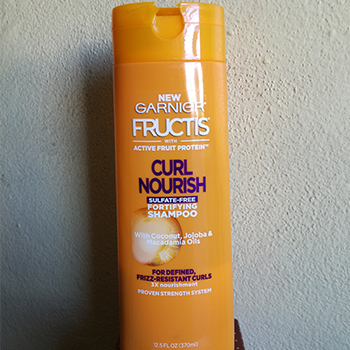 NEW
GARNIER
FRUCTIS
WITH
ACTIVE FRUIT PROTEIN™
CURL
NOURISH
SULFATE-FREE
FORTIFYING
SHAMPOO
With Coconut, Jojoba &
Macadamia Oils
FOR DEFINED,
FRIZZ-RESISTANT CURLS
3X nourishment
PROVEN STRENGTH SYSTEM
12.5 FL OZ (370ml)